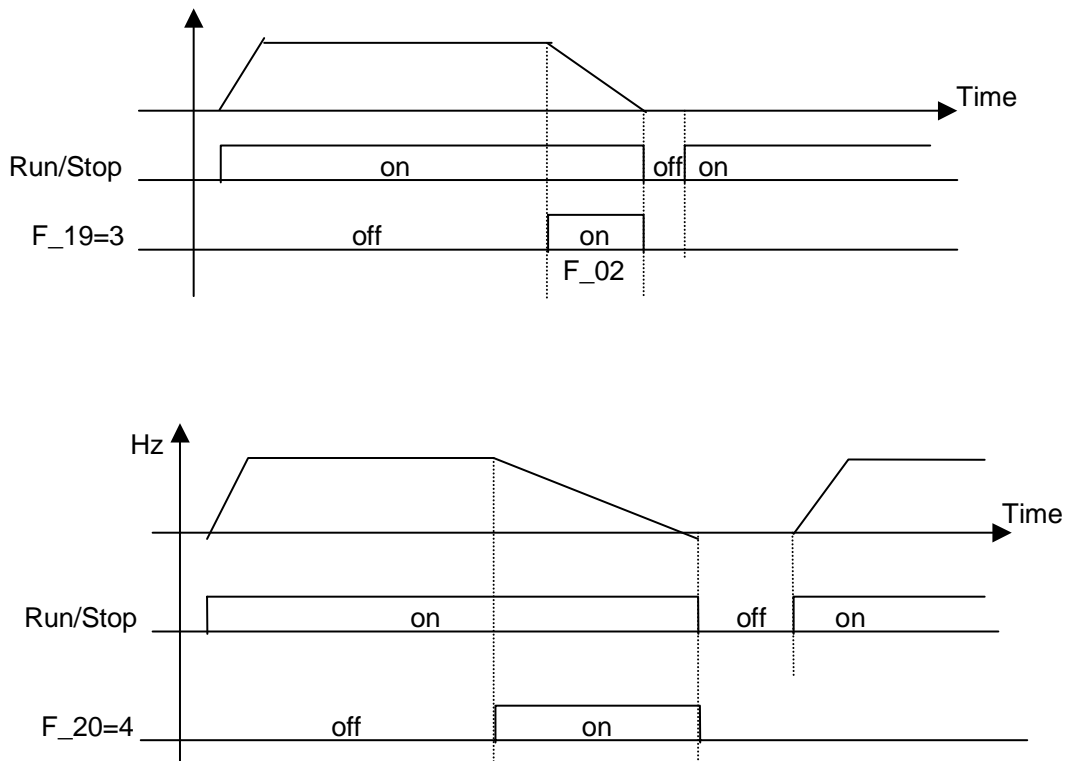 Time
Run/Stop on off on
F_19=3 off on
F_02
Hz
Time
Run/Stop on off on
F_20=4 off on